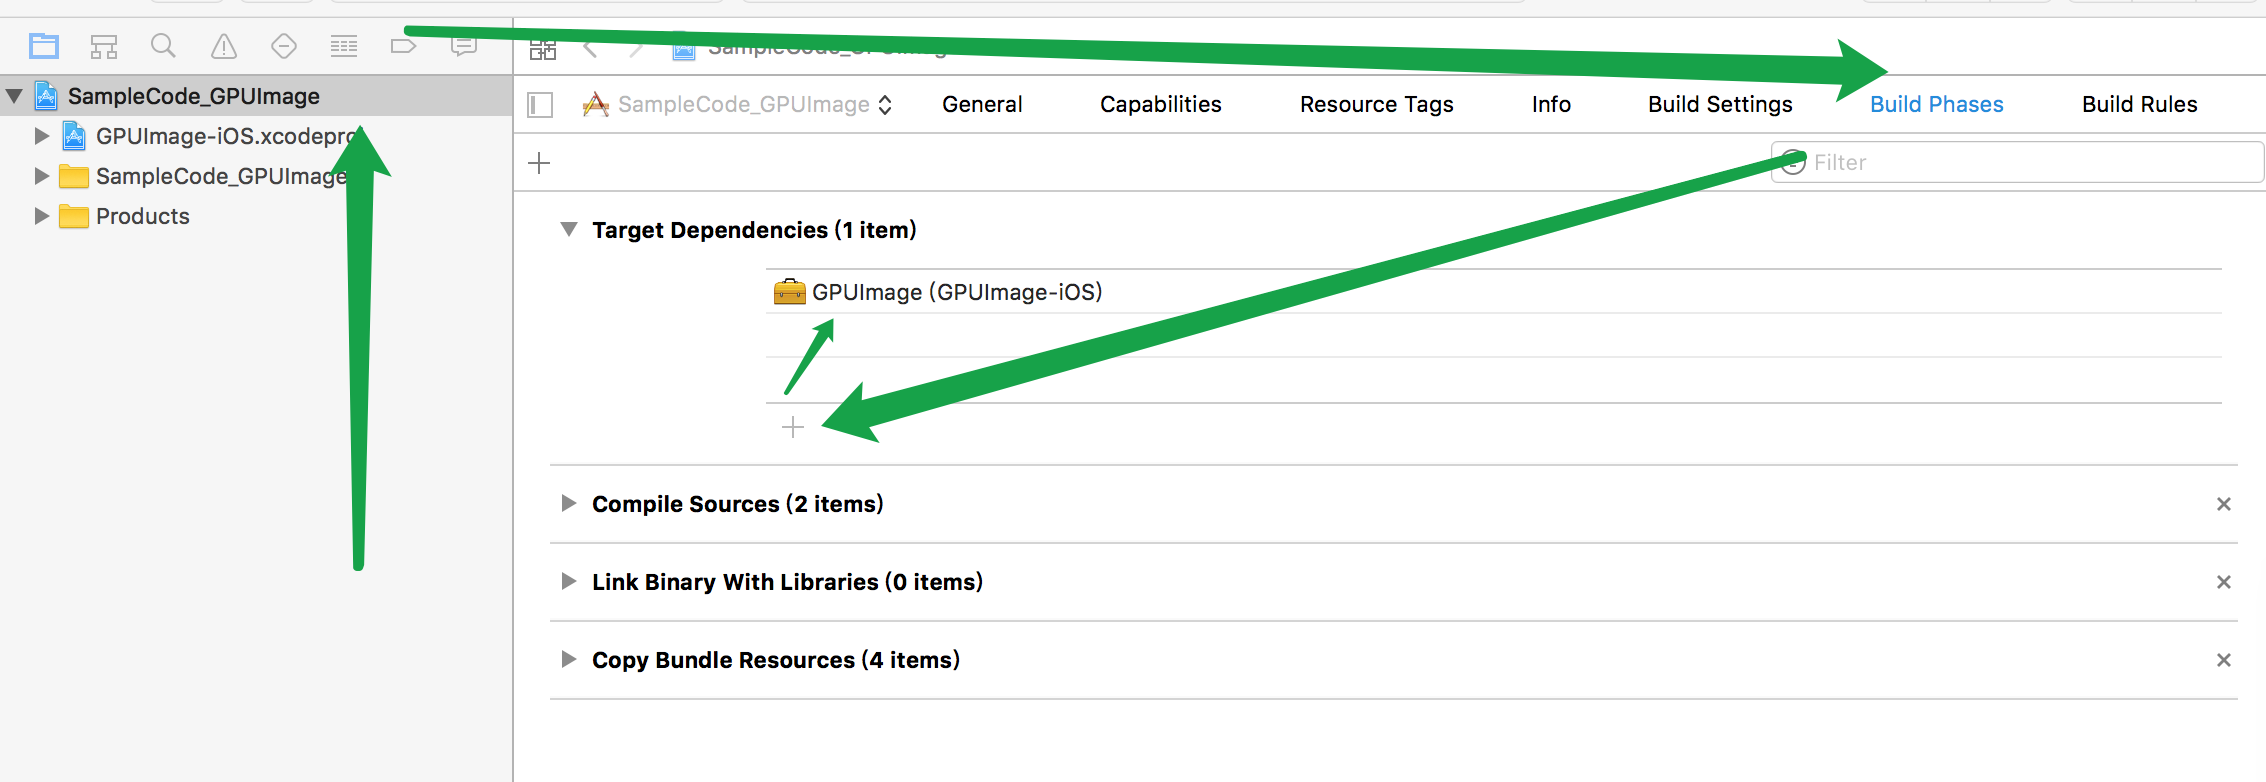 SampleCode_GPUImage
SampleCode_GPUImage
GPUImage-iOS.xcodepro
SampleCode_GPUImage
Products
SampleCode_GPUImage
General
Capabilities
Resource Tags
Info
Build Settings
Build Phases
Build Rules
Filter
Target Dependencies (1 item)
GPUImage (GPUImage-iOS)
Compile Sources (2 items)
Link Binary With Libraries (0 items)
Copy Bundle Resources (4 items)